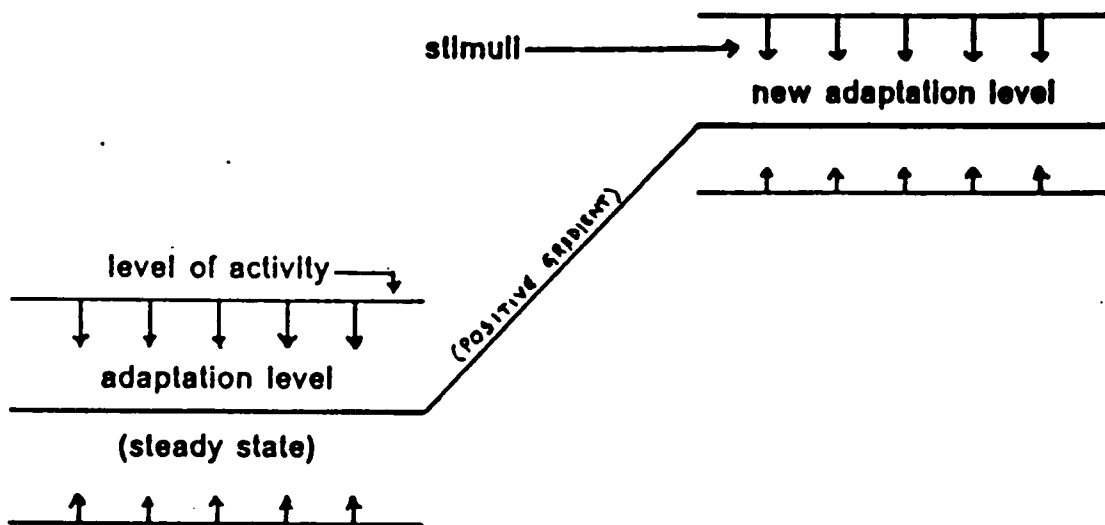 stimuli
new adaptation level
(POSITIVE GRADIENT)
level of activity
adaptation level
(steady state)